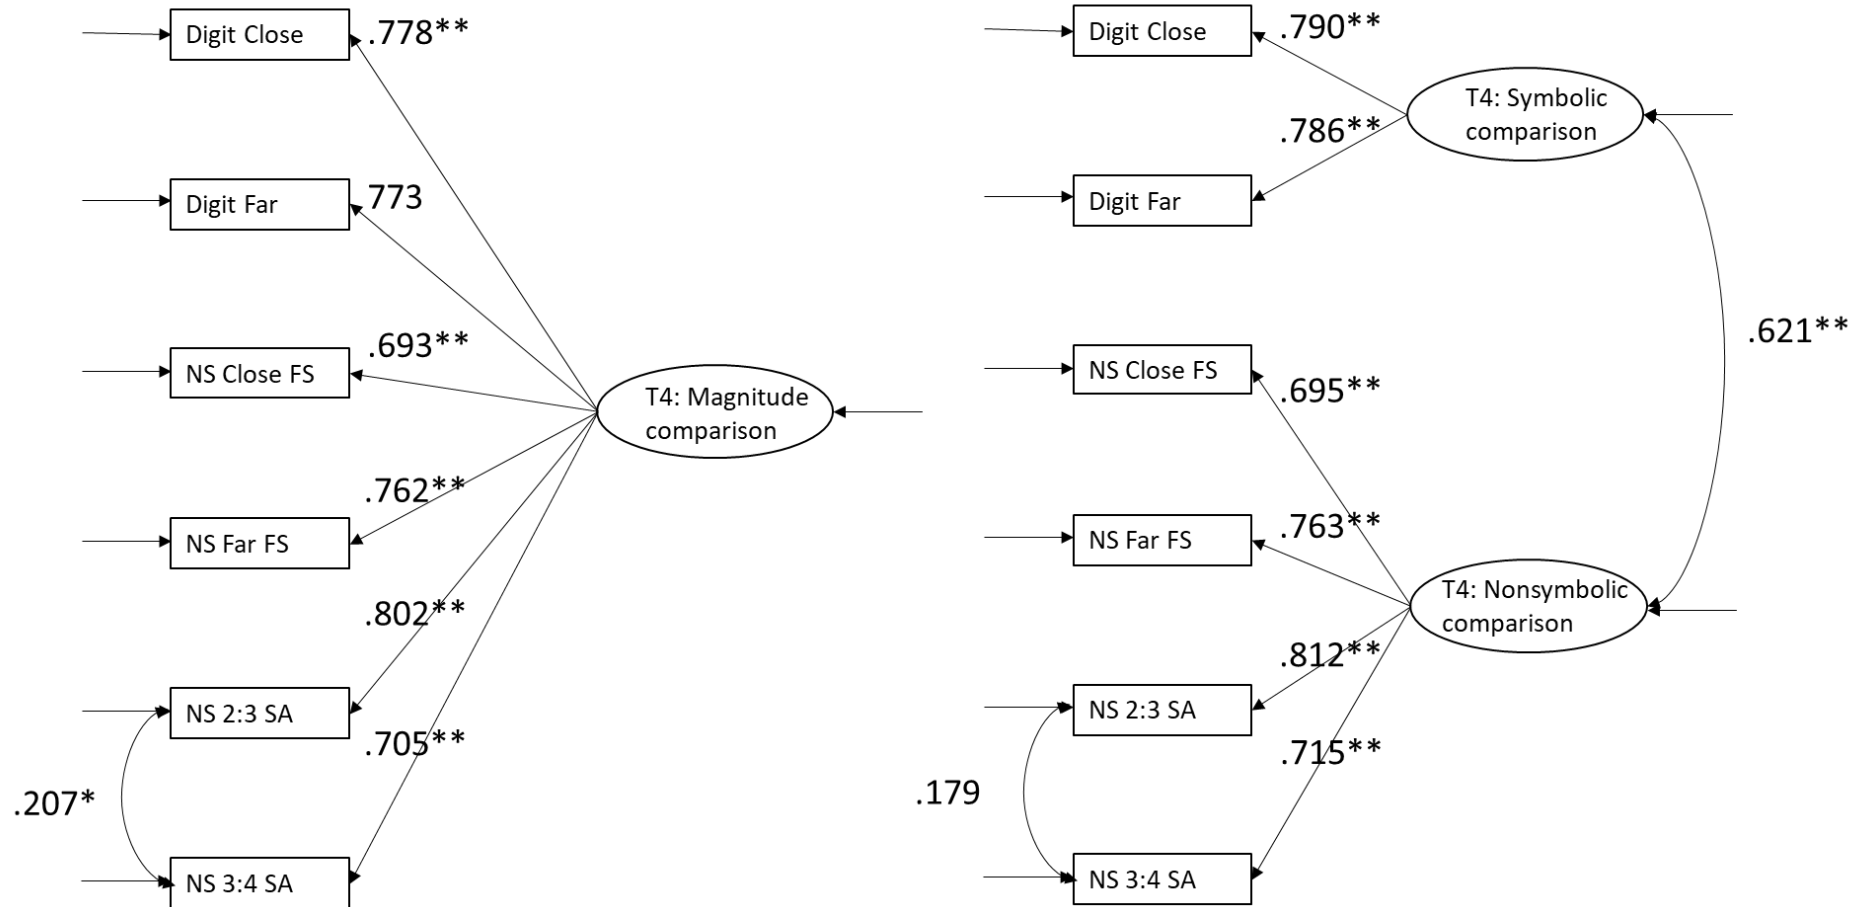 Digit Close
.778**
Digit Far
773
NS Close FS
.693**
T4: Magnitude
comparison
NS Far FS
.762**
NS 2:3 SA
.802**
.705**
.207*
NS 3:4 SA
Digit Close
.790**
T4: Symbolic
comparison
.786**
Digit Far
.621**
NS Close FS
.695**
NS Far FS
.763**
T4: Nonsymbolic
comparison
.812**
NS 2:3 SA
.715**
.179
NS 3:4 SA